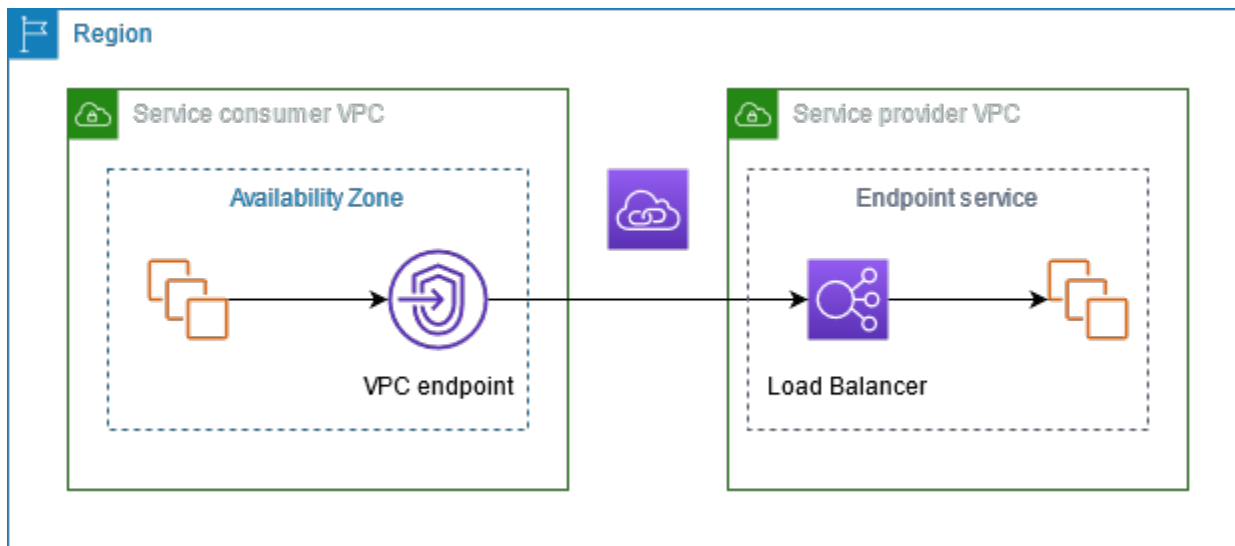 Region
Service consumer VPC
Service provider VPC
Availability Zone
Endpoint service
VPC endpoint
Load Balancer